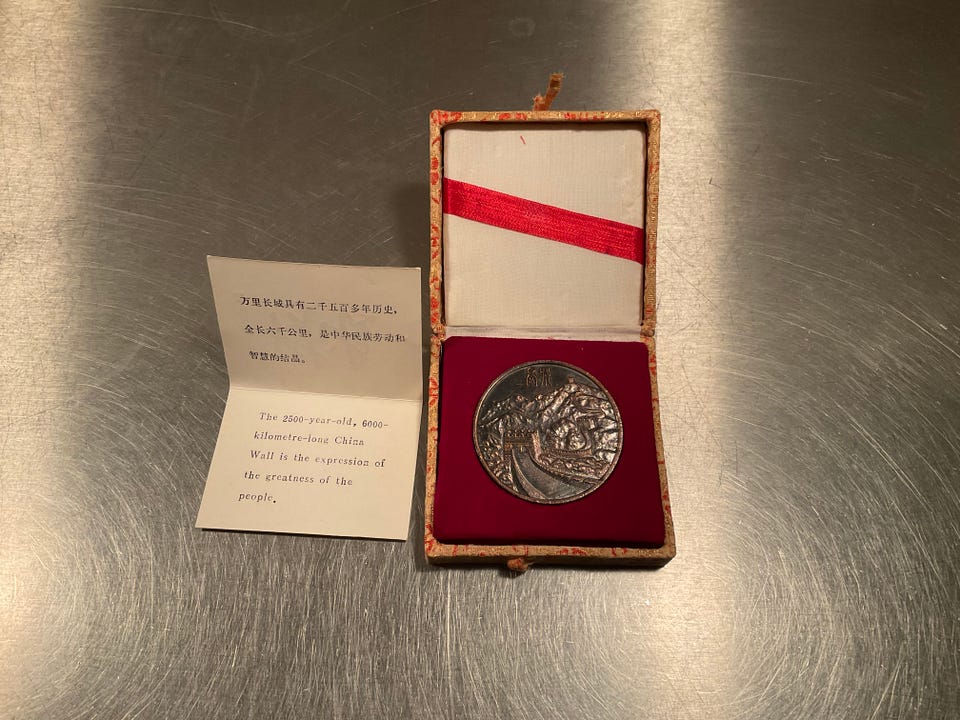 万里长城具有二千五百多年历史，
全长六千公里，是中华民族劳动和
智慧的结晶。
The 2500-year-old, 6000-
kilometre-long China
Wall is the expression of
the greatness of the
people.